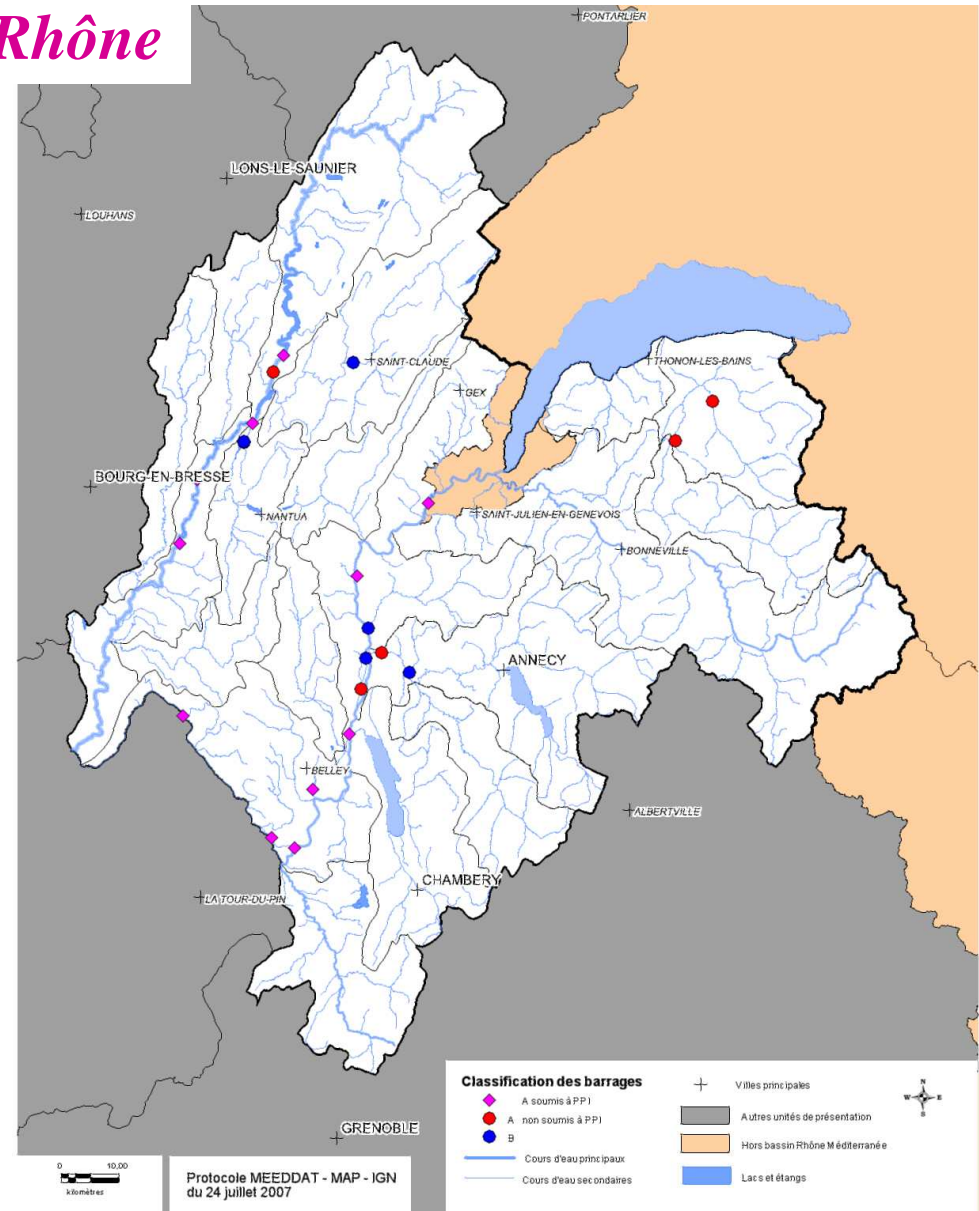 Rhône
PONTARLIER
LONS-LE-SAUNIER
LOUHANS
SAINT-CLAUDE
THONON-LES-BAINS
GEX
BOURG-EN-BRESSE
NANTUA
SAINT-JULIEN-EN-GENEVOIS
BONNEVILLE
ANNECY
BELLEY
ALBERTVILLE
CHAMBERY
LA TOUR-DU-PIN
GRENOBLE
0 10,00
kilomètres
Protocole MEEDDAT - MAP - IGN
du 24 juillet 2007
Classification des barrages
A soumis à PPI
A non soumis à PPI
B
Cours d'eau principaux
Cours d'eau secondaires
Villes principales
Autres unités de présentation
Hors bassin Rhône Méditerranée
Lacs et étangs
N
W E
S